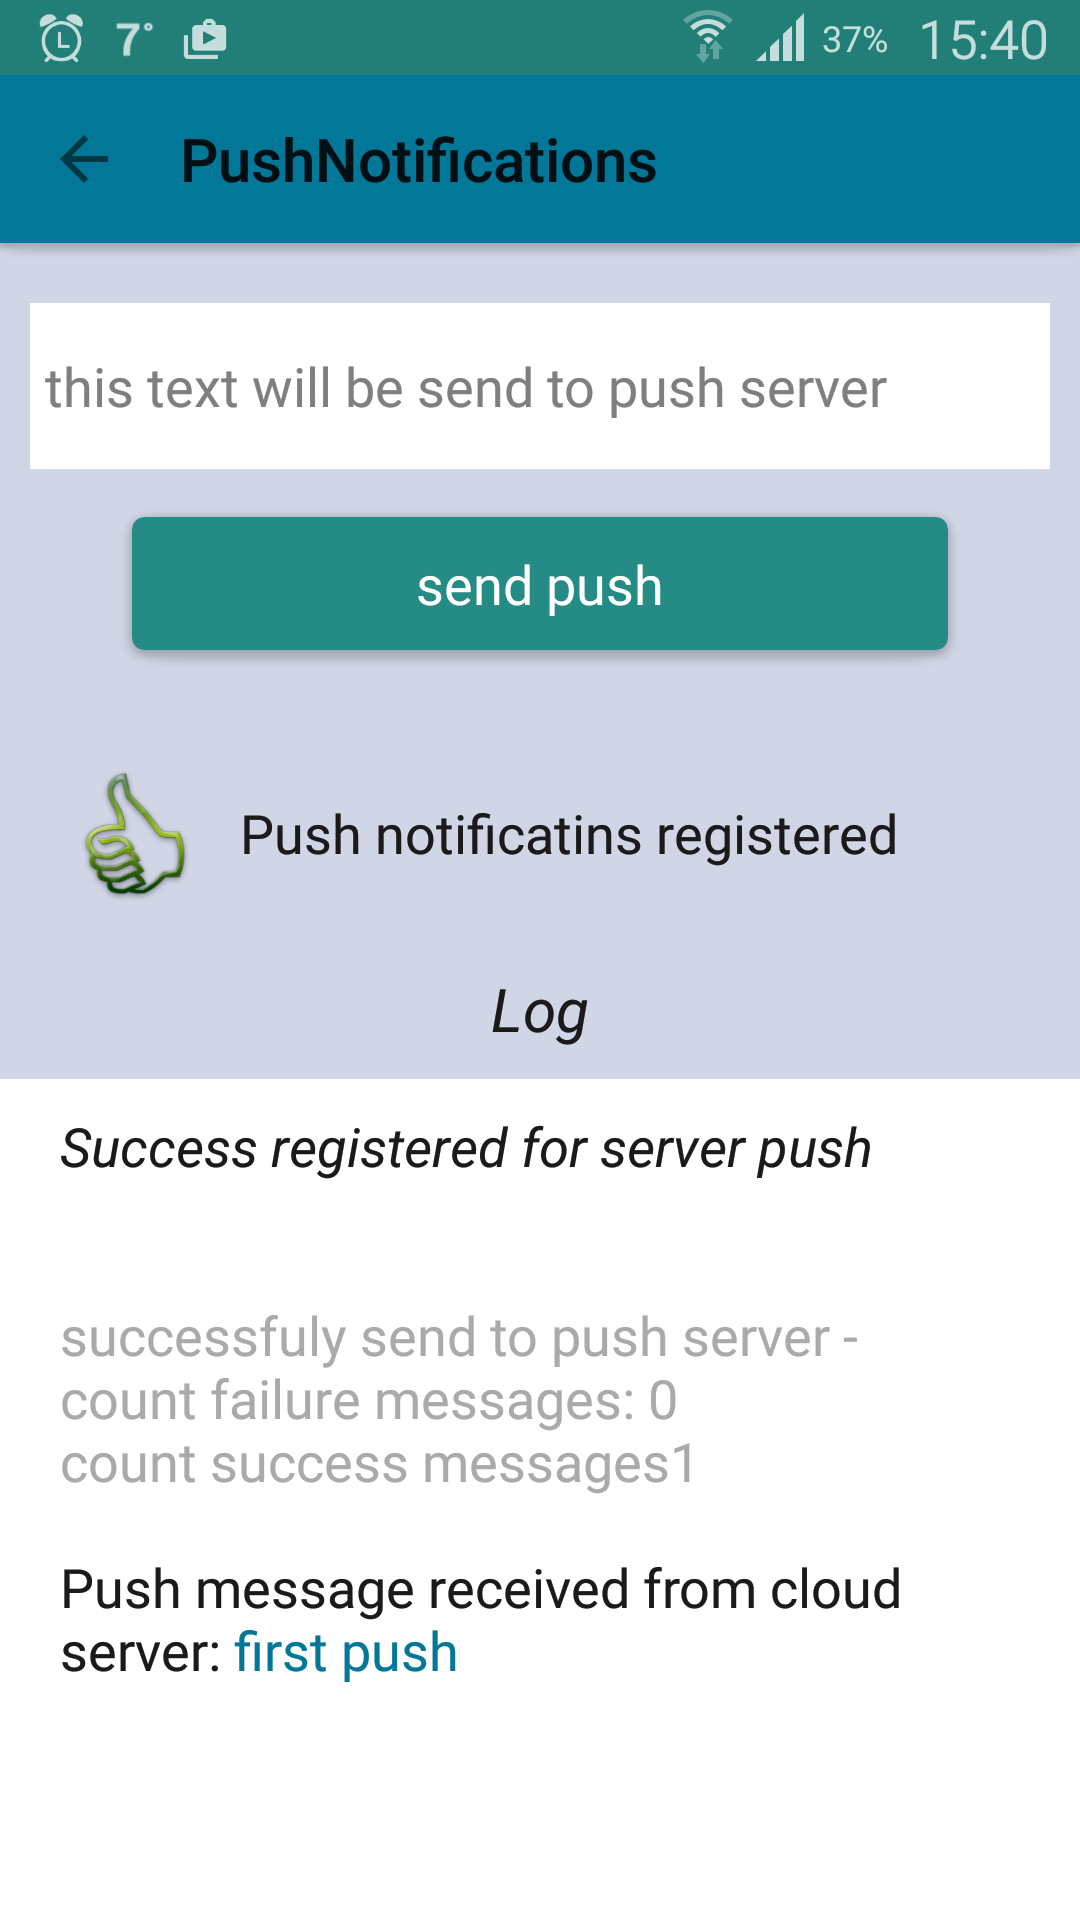 7° 37% 15:40
PushNotifications
this text will be send to push server
send push
Push notificatins registered
Log
Success registered for server push
successfuly send to push server -
count failure messages: 0
count success messages1
Push message received from cloud
server: first push